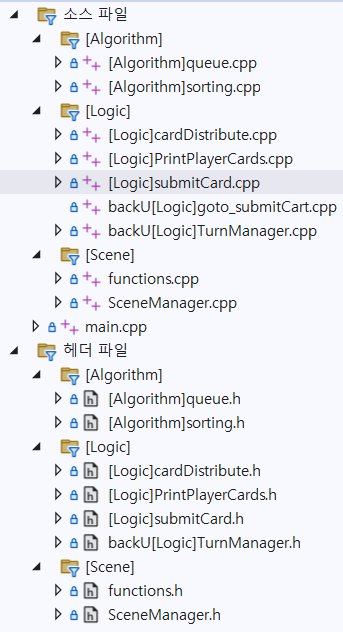 소스 파일
[Algorithm]
[Algorithm]queue.cpp
[Algorithm]sorting.cpp
[Logic]
[Logic]cardDistribute.cpp
[Logic]PrintPlayerCards.cpp
[Logic]submitCard.cpp
backU[Logic]goto_submitCart.cpp
backU[Logic]TurnManager.cpp
[Scene]
functions.cpp
SceneManager.cpp
main.cpp
헤더 파일
[Algorithm]
[Algorithm]queue.h
[Algorithm]sorting.h
[Logic]
[Logic]cardDistribute.h
[Logic]PrintPlayerCards.h
[Logic]submitCard.h
backU[Logic]TurnManager.h
[Scene]
functions.h
SceneManager.h